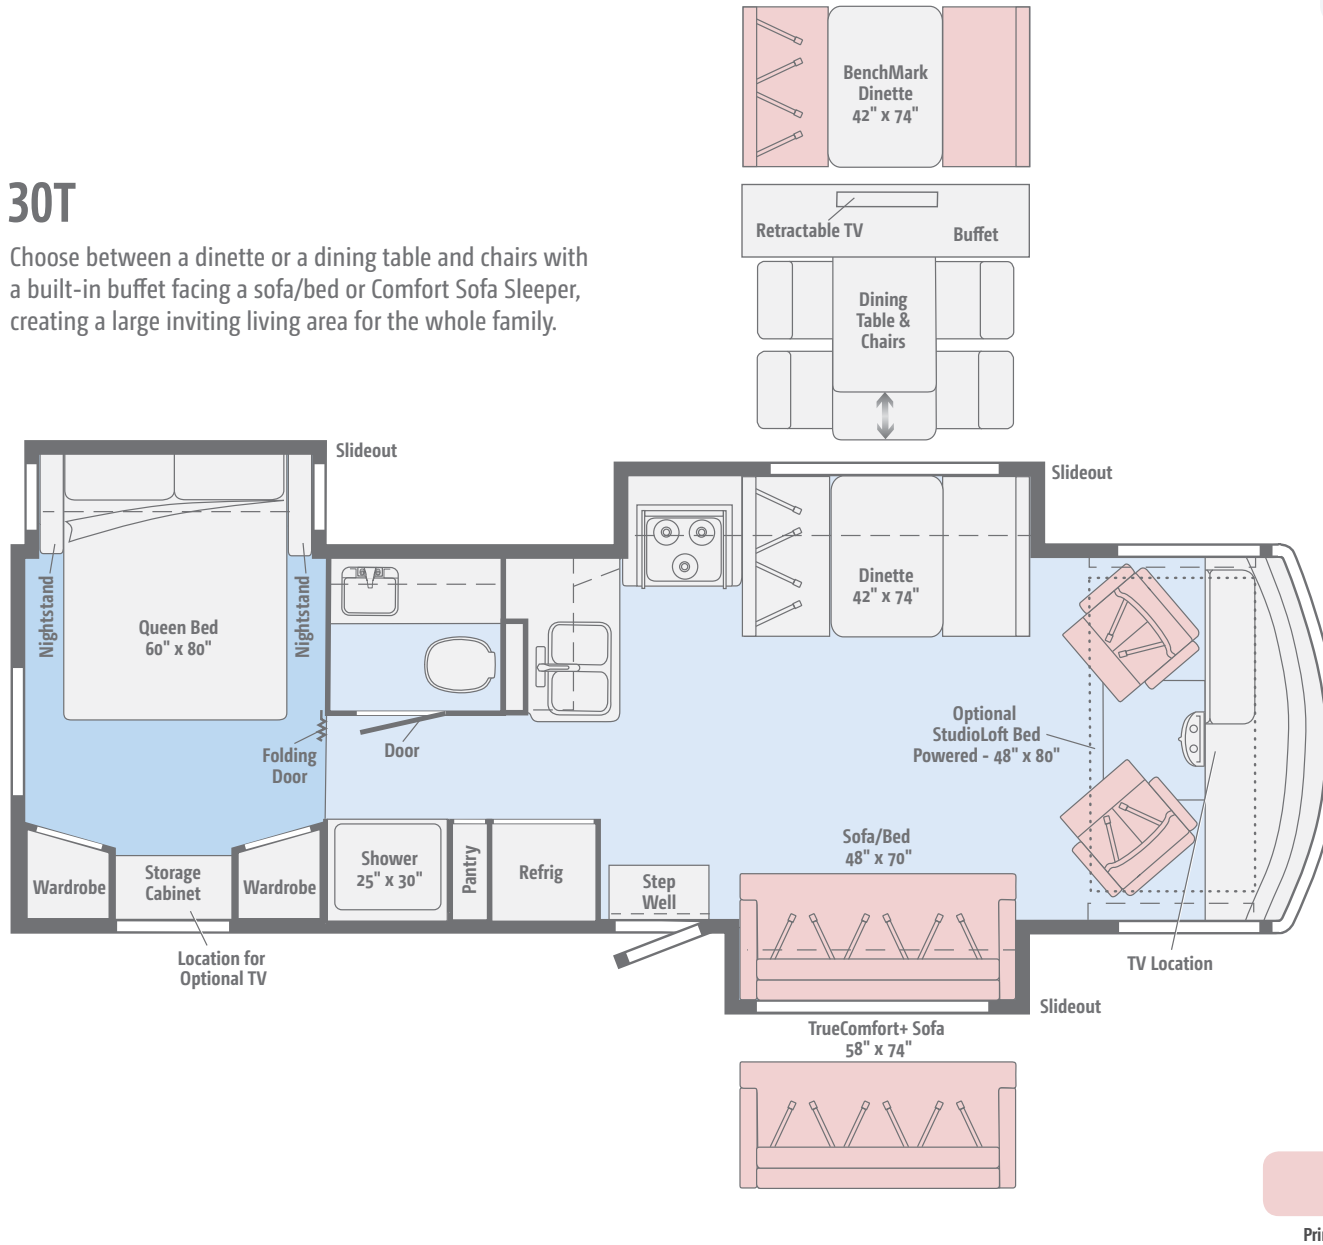 BenchMark
Dinette
42" x 74"
30T
Retractable TV
Buffet
Choose between a dinette or a dining table and chairs with
a built-in buffet facing a sofa/bed or Comfort Sofa Sleeper,
creating a large inviting living area for the whole family.
Dining
Table &
Chairs
Slideout
Slideout
Nightstand
Nightstand
Queen Bed
60" x 80"
Dinette
42" x 74"
Folding
Door
Door
Optional
StudioLoft Bed
Powered - 48" x 80"
Wardrobe
Storage
Cabinet
Wardrobe
Shower
25" x 30"
Pantry
Refrig
Step
Well
Sofa/Bed
48" x 70"
Location for
Optional TV
TV Location
Slideout
TrueComfort+ Sofa
58" x 74"